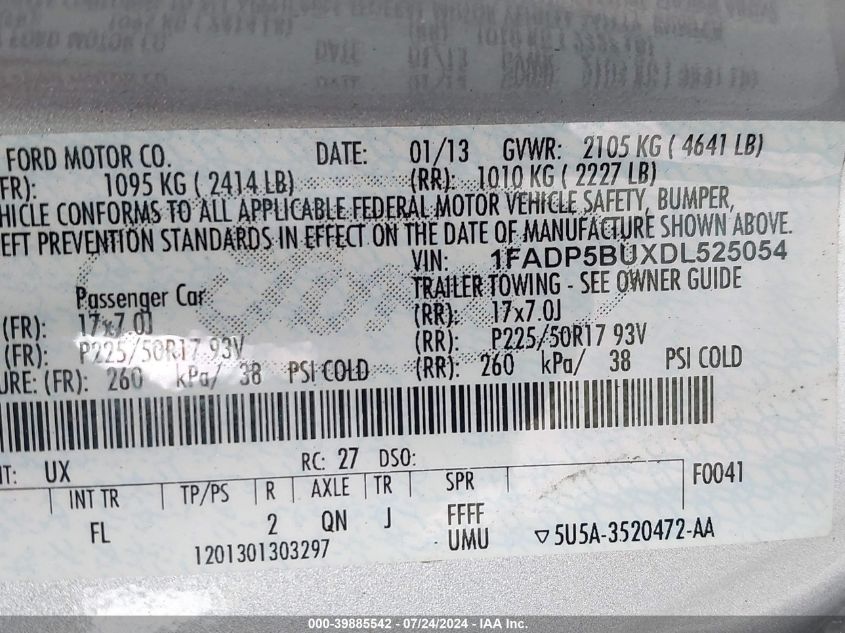 FORD MOTOR CO. DATE: 01/13 GVWR: 2105 KG ( 4641 LB)
FR): 1095 KG ( 2414 LB) (RR): 1010 KG ( 2227 LB)
HICLE CONFORMS TO ALL APPLICABLE FEDERAL MOTOR VEHICLE SAFETY, BUMPER,
EFT PREVENTION STANDARDS IN EFFECT ON THE DATE OF MANUFACTURE SHOWN ABOVE.
VIN: 1FADP5BUXDL525054
Passenger Car TRAILER TOWING - SEE OWNER GUIDE
(FR): 17x7.0J (RR): 17x7.0J
(FR): P225/50R17 93V (RR): P225/50R17 93V
URE: (FR): 260 kPa/ 38 PSI COLD (RR): 260 kPa/ 38 PSI COLD
NT: UX RC: 27 DSO:
INT TR TP/PS R AXLE TR SPR F0041
FL 2 QN J FFFF
UMU
1201301303297 ▽5U5A-3520472-AA
000-39885542 / 07/24/2024 - IAA Inc.